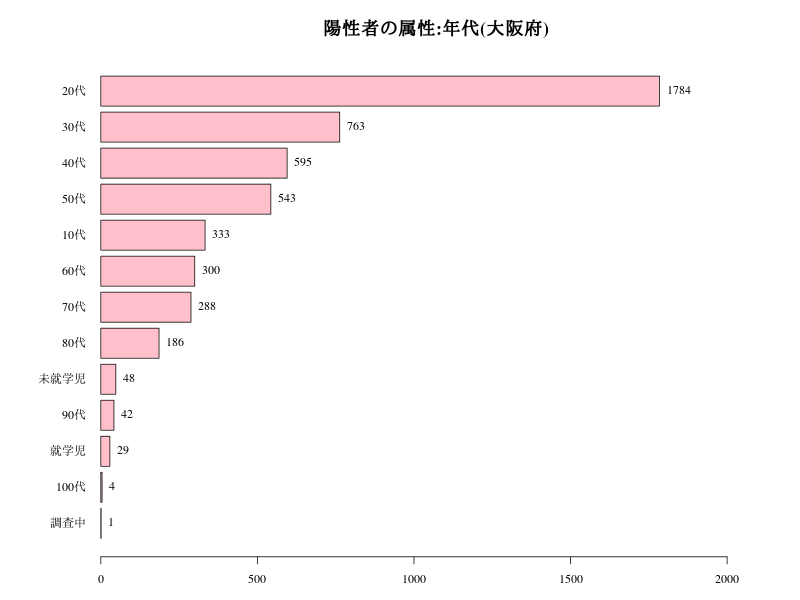 陽性者の属性:年代(大阪府)
20代 1784
30代 763
40代 595
50代 543
10代 333
60代 300
70代 288
80代 186
未就学児 48
90代 42
就学児 29
100代 4
調査中 1
0 500 1000 1500 2000